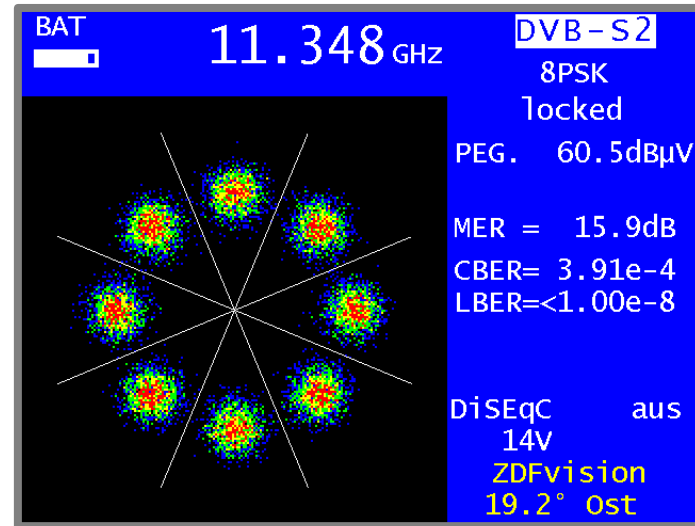 BAT
11.348 GHz
DVB-S2
8PSK
locked
PEG. 60.5dBµV
MER = 15.9dB
CBER= 3.91e-4
LBER=<1.00e-8
DiSEqC aus
14V
ZDFvision
19.2° Ost